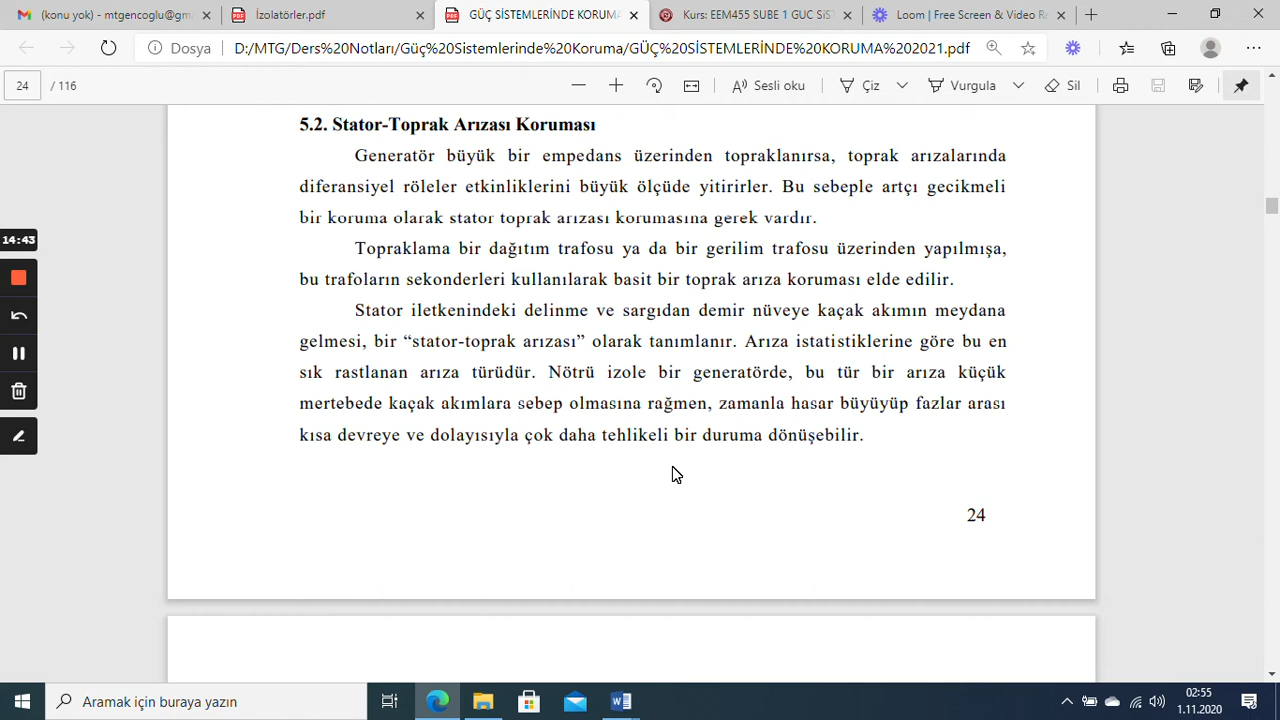 (konu yok) - mtgencoglu@gm
İzolatörler.pdf
GÜÇ SİSTEMLERİNDE KORUMA
Kurs: EEM455 SUBE 1 GUC SiST
Loom | Free Screen & Video Re
Dosya
D:/MTG/Ders%20Notları/Güç%20Sistemlerinde%20Koruma/GÜÇ%20SİSTEMLERİNDE%20KORUMA%202021.pdf
24 / 116
Sesli oku
Çiz
Vurgula
Sil
5.2. Stator-Toprak Arızası Koruması
Generatör büyük bir empedans üzerinden topraklanırsa, toprak arızalarında
diferansiyel röleler etkinliklerini büyük ölçüde yitirirler. Bu sebeple artçı gecikmeli
bir koruma olarak stator toprak arızası korumasına gerek vardır.
Topraklama bir dağıtım trafosu ya da bir gerilim trafosu üzerinden yapılmışa,
bu trafoların sekonderleri kullanılarak basit bir toprak arıza koruması elde edilir.
Stator iletkenindeki delinme ve sargıdan demir nüveye kaçak akımın meydana
gelmesi, bir “stator-toprak arızası” olarak tanımlanır. Arıza istatistiklerine göre bu en
sık rastlanan arıza türüdür. Nötrü izole bir generatörde, bu tür bir arıza küçük
mertebede kaçak akımlara sebep olmasına rağmen, zamanla hasar büyüyüp fazlar arası
kısa devreye ve dolayısıyla çok daha tehlikeli bir duruma dönüşebilir.
24
14:43
Aramak için buraya yazın
02:55
1.11.2020